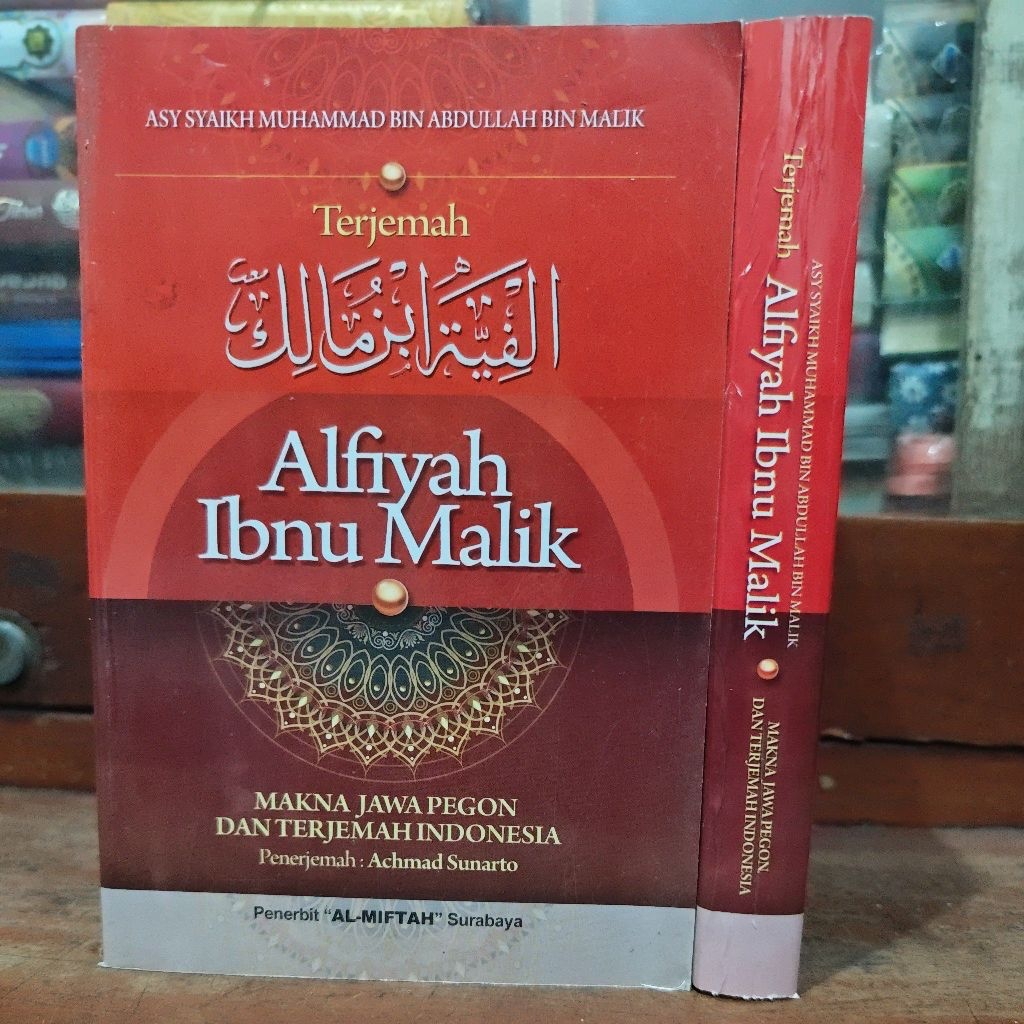 ASY SYAIKH MUHAMMAD BIN ABDULLAH BIN MALIK
Terjemah
الفية ابن مالك
Alfiyah
Ibnu Malik
MAKNA JAWA PEGON
DAN TERJEMAH INDONESIA
Penerjemah : Achmad Sunarto
Penerbit "AL-MIFTAH" Surabaya
ASY SYAIKH MUHAMMAD BIN ABDULLAH BIN MALIK
Terjemah Alfiyah Ibnu Malik
MAKNA JAWA PEGON
DAN TERJEMAH INDONESIA